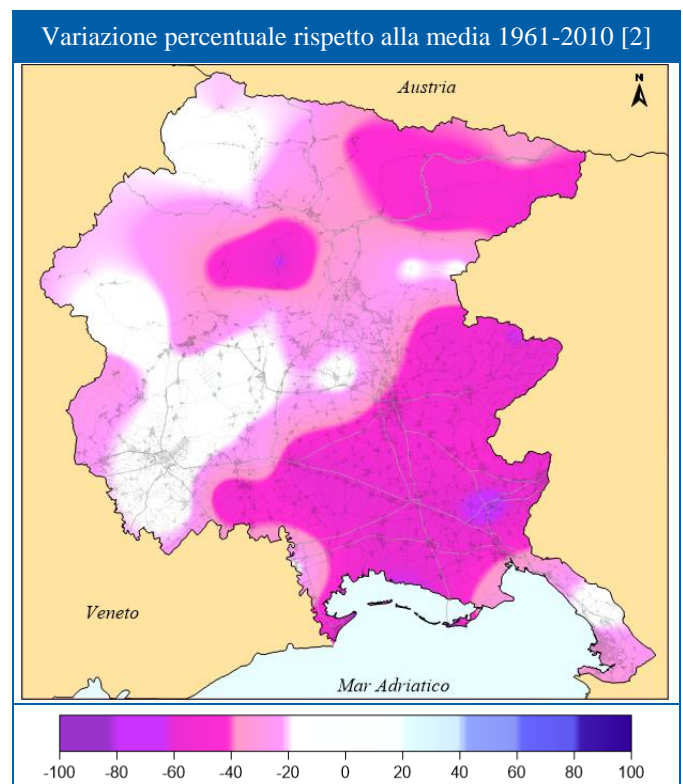 Variazione percentuale rispetto alla media 1961-2010 [2]
Austria
N
Veneto
Mar Adriatico
-100 -80 -60 -40 -20 0 20 40 60 80 100